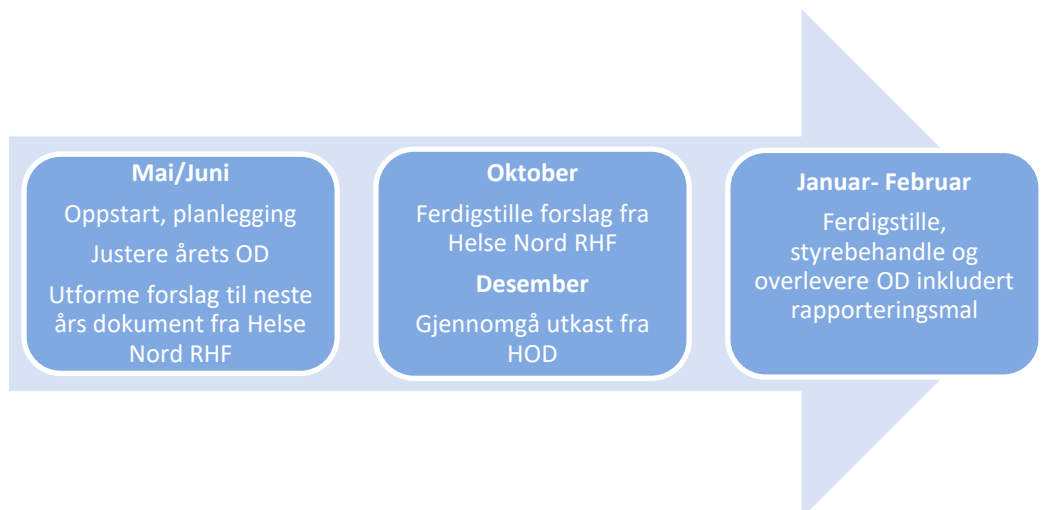 Mai/Juni
Oppstart, planlegging
Justere årets OD
Utforme forslag til neste
års dokument fra Helse
Nord RHF
Oktober
Ferdigstille forslag fra
Helse Nord RHF
Desember
Gjennomgå utkast fra
HOD
Januar- Februar
Ferdigstille,
styrebehandle og
overlevere OD inkludert
rapporteringsmal